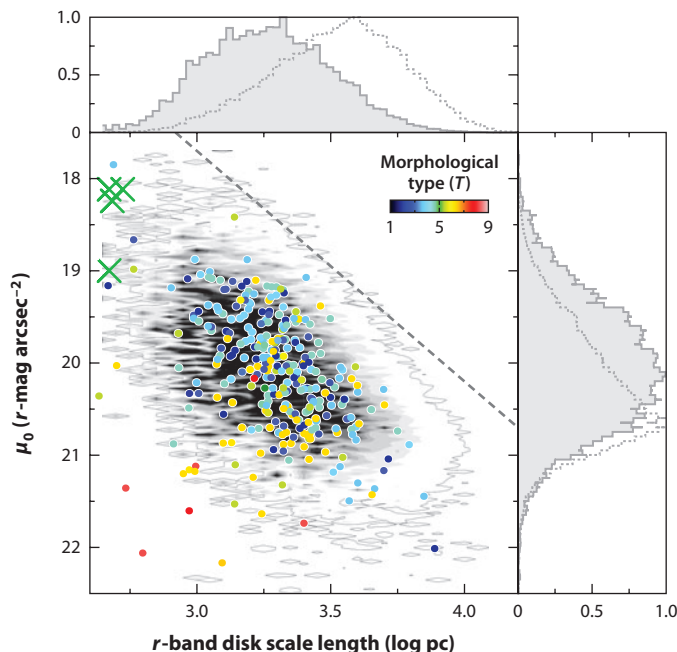 1.0
0.5
0
Morphological
type (T)
1 5 9
18
19
20
21
22
μ₀ (r-mag arcsec⁻²)
3.0 3.5 4.0
0 0.5 1.0
r-band disk scale length (log pc)